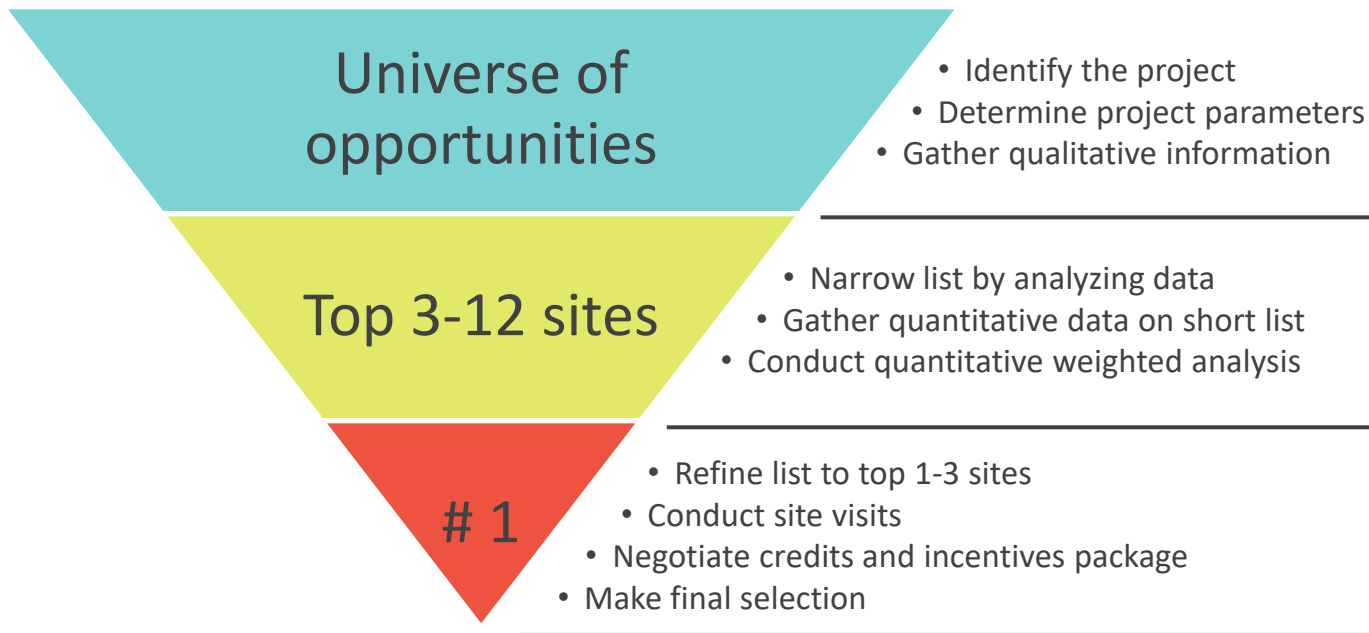 Universe of
opportunities
• Identify the project
• Determine project parameters
• Gather qualitative information
Top 3-12 sites
• Narrow list by analyzing data
• Gather quantitative data on short list
• Conduct quantitative weighted analysis
# 1
• Refine list to top 1-3 sites
• Conduct site visits
• Negotiate credits and incentives package
• Make final selection